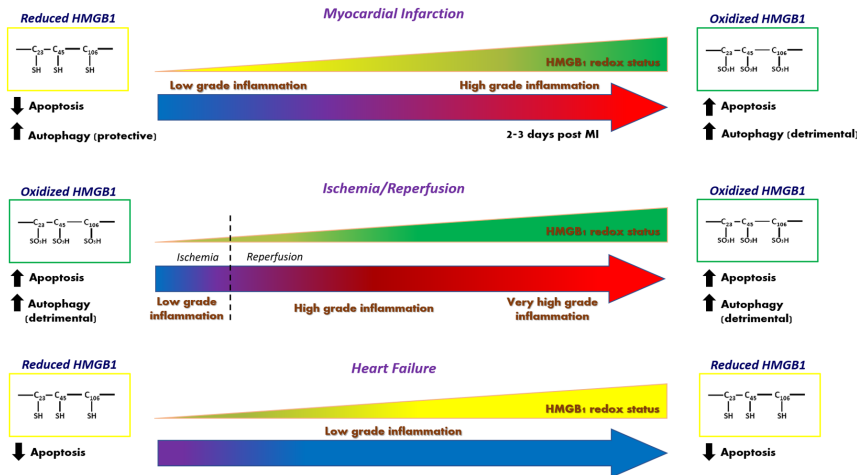 Reduced HMGB1
Myocardial Infarction
Oxidized HMGB1
C23 C45 C106
SH SH SH
HMGB1 redox status
C23 C45 C106
SO3H SO3H SO3H
Low grade inflammation
High grade inflammation
Apoptosis
Autophagy (protective)
2-3 days post MI
Apoptosis
Autophagy (detrimental)
Oxidized HMGB1
Ischemia/Reperfusion
Oxidized HMGB1
C23 C45 C106
SO3H SO3H SO3H
HMGB1 redox status
C23 C45 C106
SO3H SO3H SO3H
Ischemia
Reperfusion
Apoptosis
Autophagy
(detrimental)
Low grade
inflammation
High grade inflammation
Very high grade
inflammation
Apoptosis
Autophagy
(detrimental)
Reduced HMGB1
Heart Failure
Reduced HMGB1
C23 C45 C106
SH SH SH
HMGB1 redox status
C23 C45 C106
SH SH SH
Low grade inflammation
Apoptosis
Apoptosis